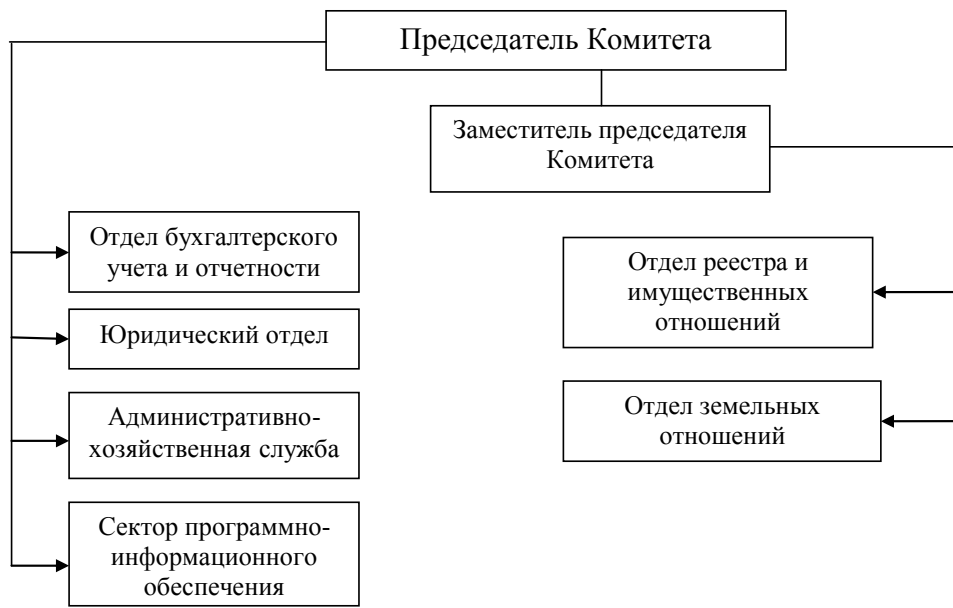 Председатель Комитета
Заместитель председателя
Комитета
Отдел бухгалтерского
учета и отчетности
Юридический отдел
Административно-
хозяйственная служба
Сектор программно-
информационного
обеспечения
Отдел реестра и
имущественных
отношений
Отдел земельных
отношений